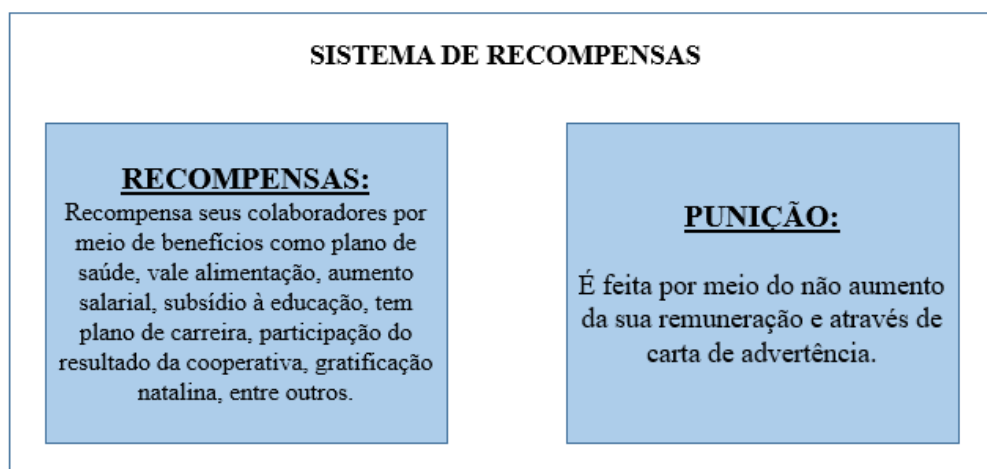 SISTEMA DE RECOMPENSAS
RECOMPENSAS:
Recompensa seus colaboradores por
meio de benefícios como plano de
saúde, vale alimentação, aumento
salarial, subsídio à educação, tem
plano de carreira, participação do
resultado da cooperativa, gratificação
natalina, entre outros.
PUNIÇÃO:
É feita por meio do não aumento
da sua remuneração e através de
carta de advertência.